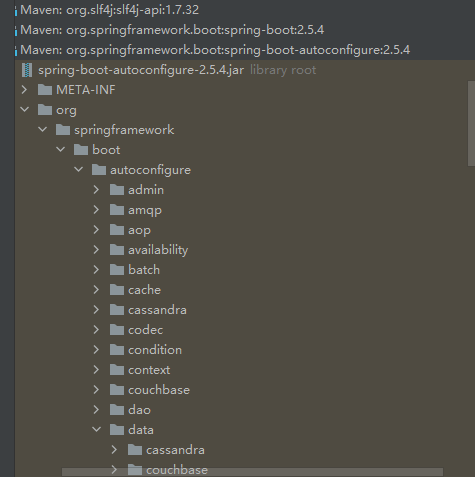 Maven: org.slf4j:slf4j-api:1.7.32
Maven: org.springframework.boot:spring-boot:2.5.4
Maven: org.springframework.boot:spring-boot-autoconfigure:2.5.4
spring-boot-autoconfigure-2.5.4.jar library root
META-INF
org
springframework
boot
autoconfigure
admin
amqp
aop
availability
batch
cache
cassandra
codec
condition
context
couchbase
dao
data
cassandra
couchbase